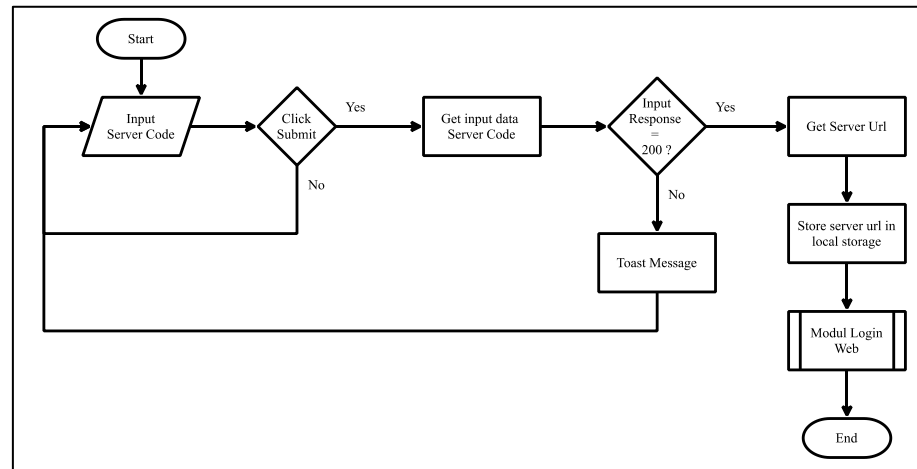 Start
Input
Server Code
Click
Submit
Yes
No
Get input data
Server Code
Input
Response
=
200 ?
Yes
No
Toast Message
Get Server Url
Store server url in
local storage
Modul Login
Web
End